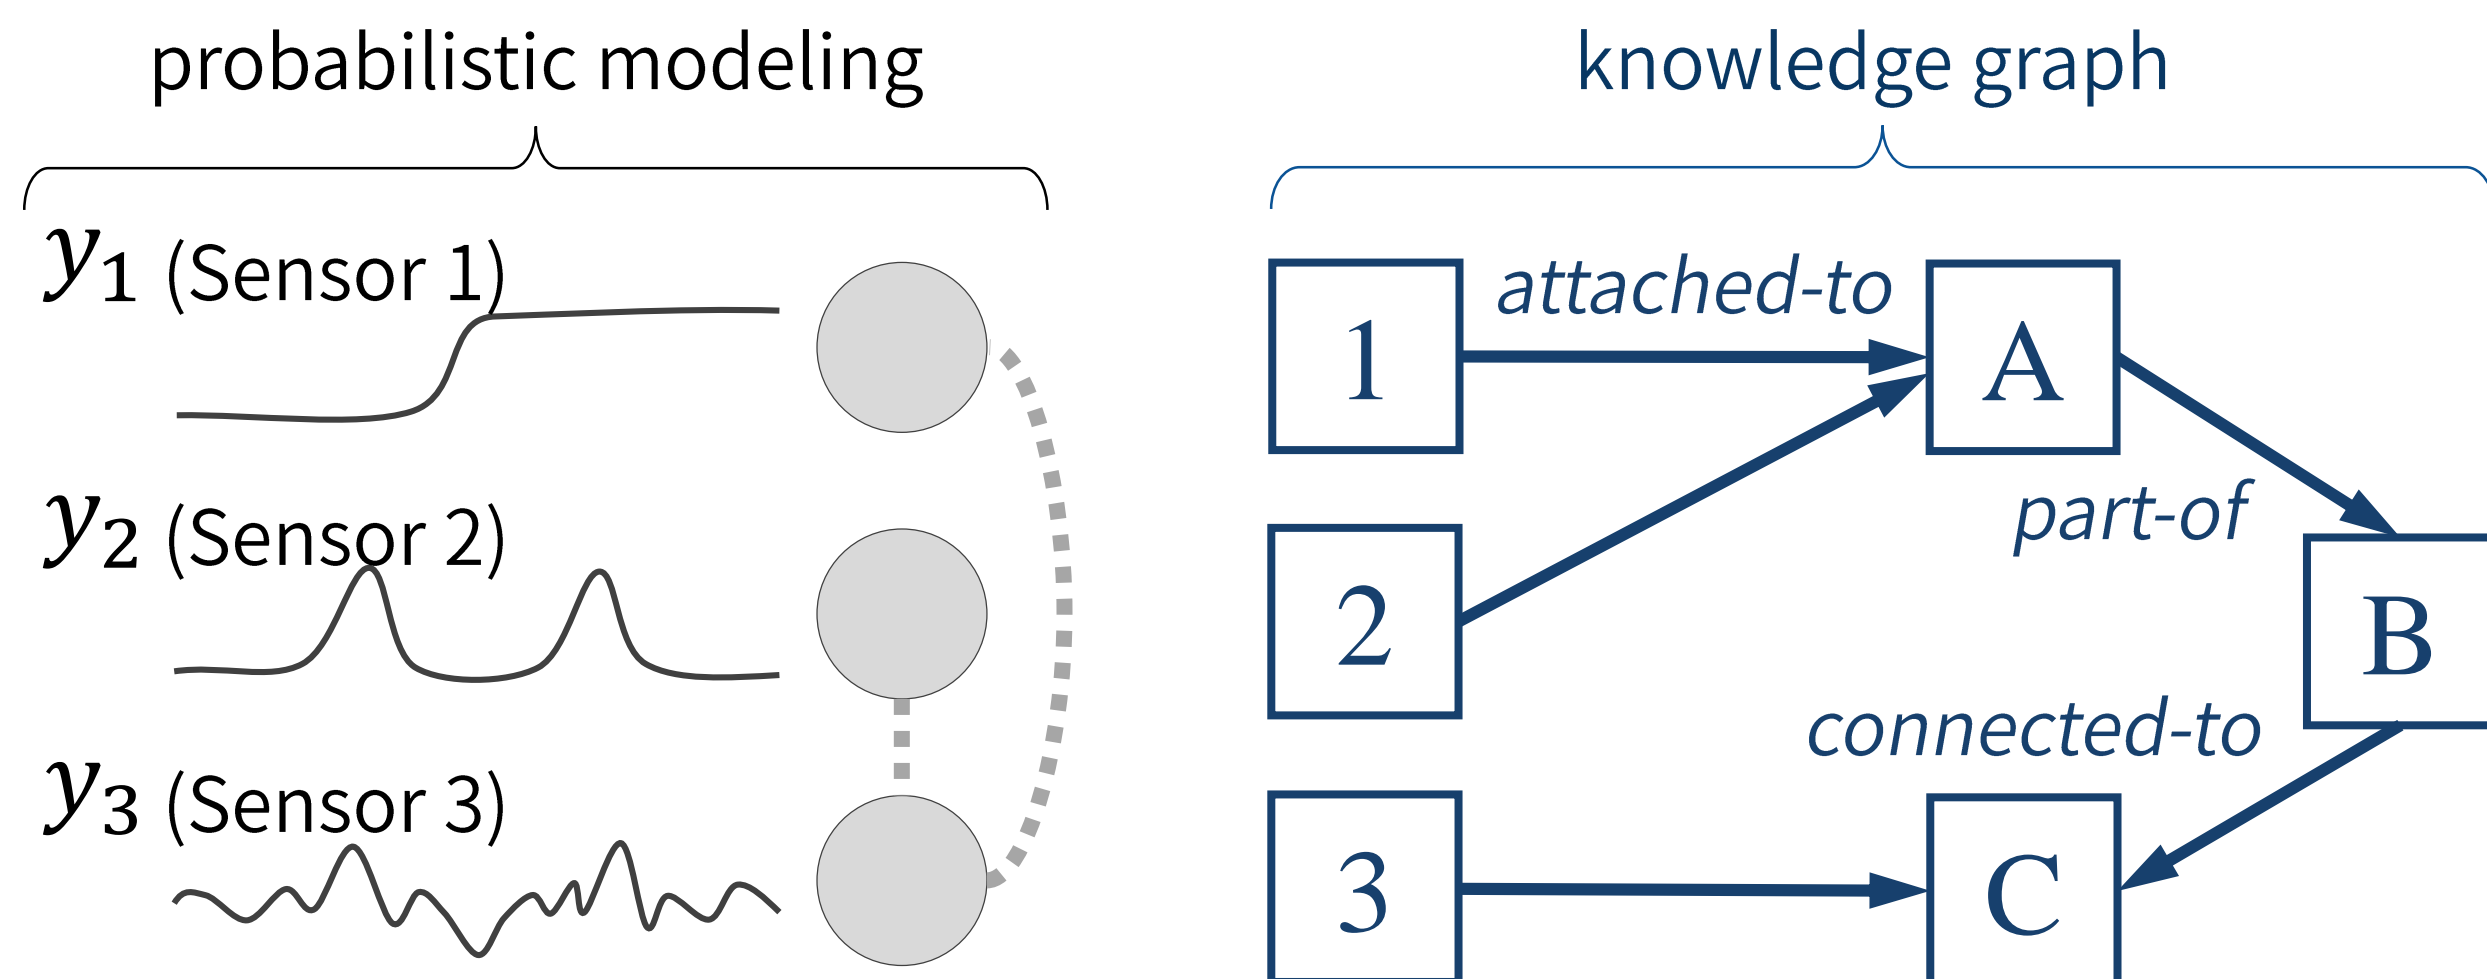 probabilistic modeling
knowledge graph
y₁ (Sensor 1)
y₂ (Sensor 2)
y₃ (Sensor 3)
1
attached-to
A
2
part-of
B
connected-to
3
C